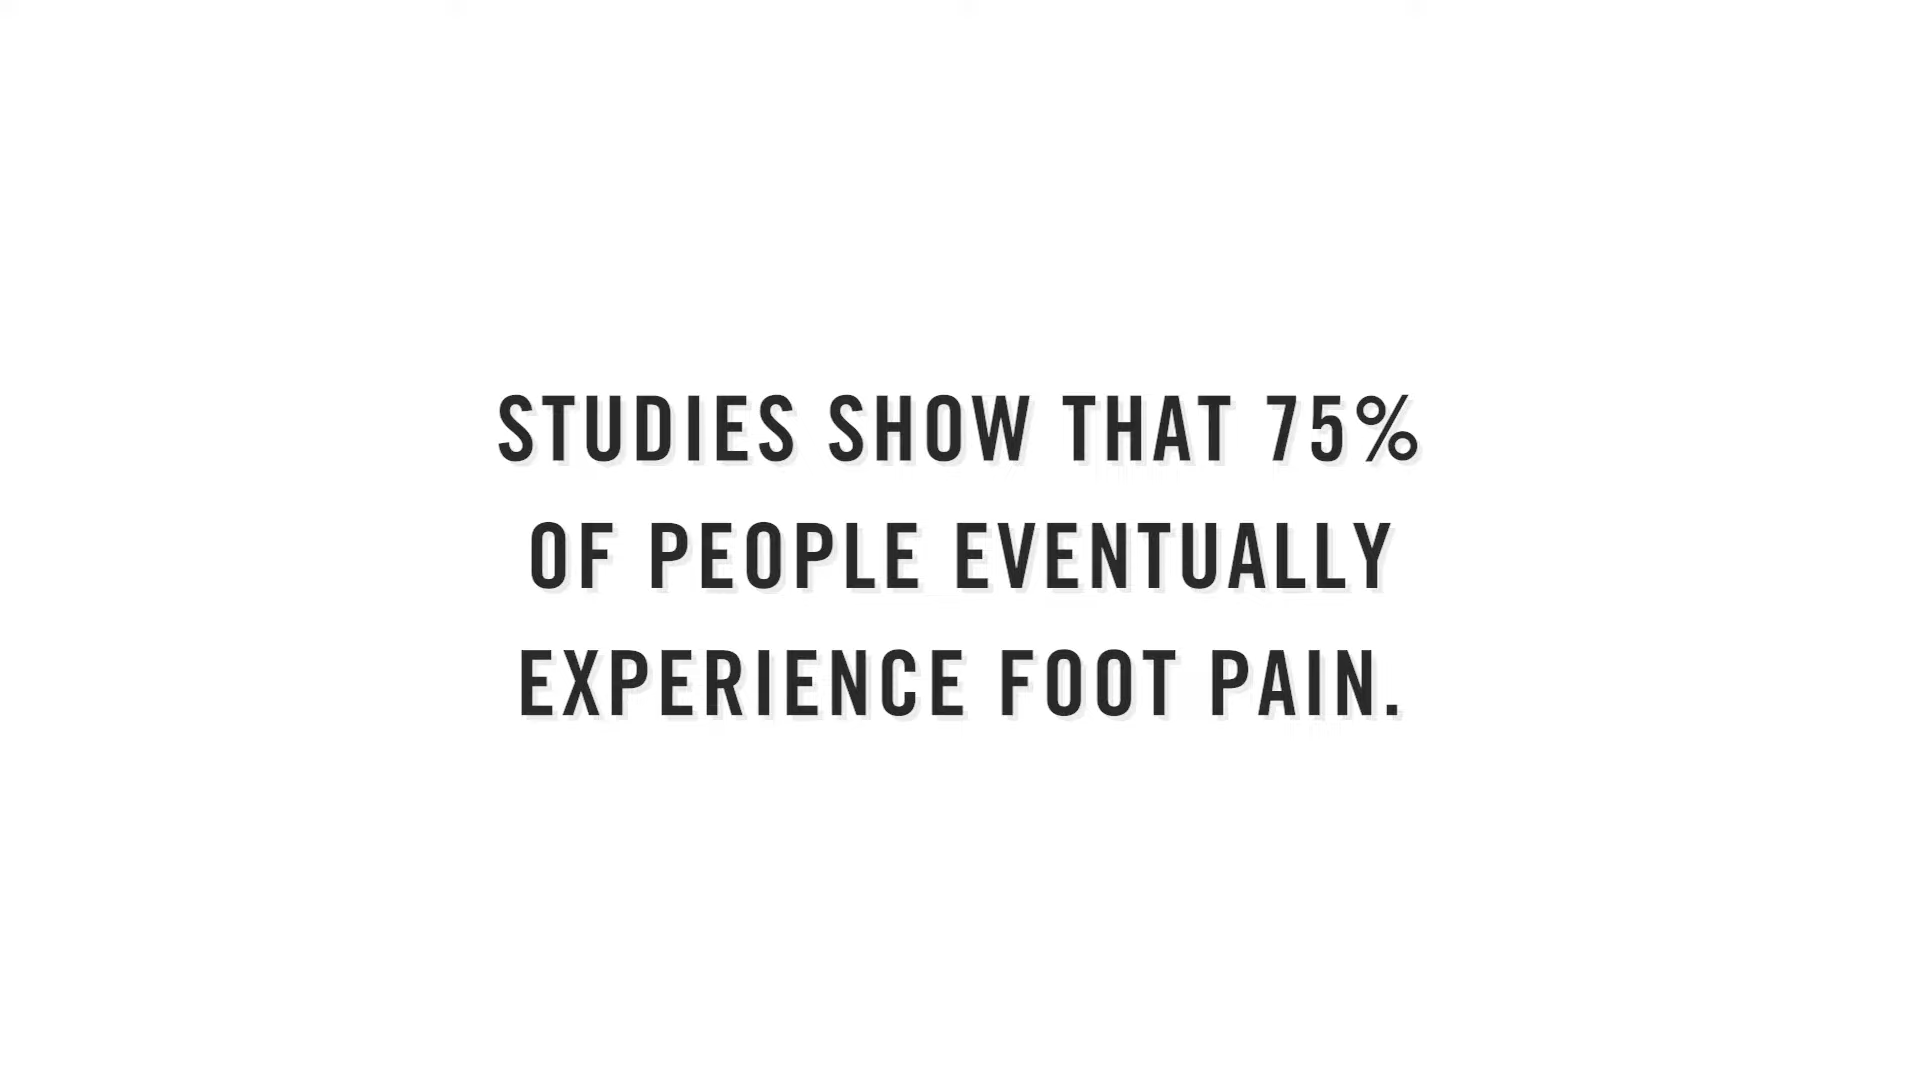 STUDIES SHOW THAT 75%
OF PEOPLE EVENTUALLY
EXPERIENCE FOOT PAIN.